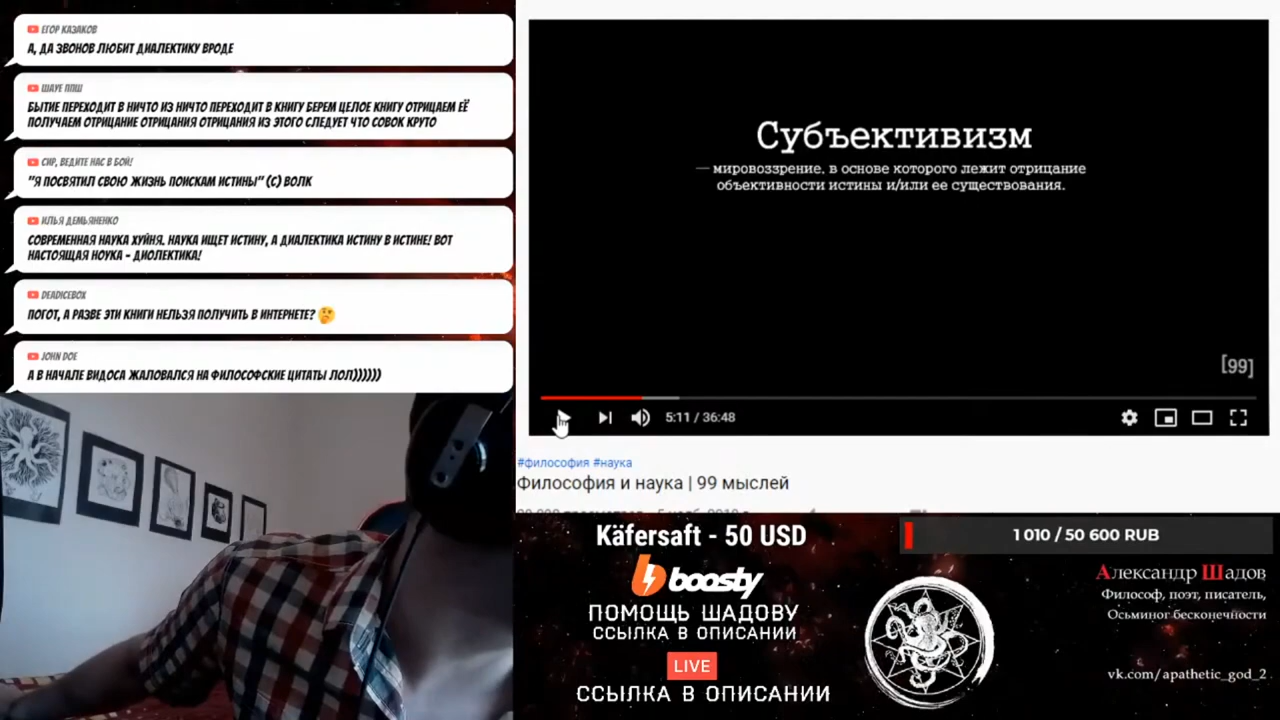 ЕГОР КАЗАКОВ
А, ДА ЗВОНОВ ЛЮБИТ ДИАЛЕКТИКУ ВРОДЕ
ШАУЕ ППШ
БЫТИЕ ПЕРЕХОДИТ В НИЧТО ИЗ НИЧТО ПЕРЕХОДИТ В КНИГУ БЕРЕМ ЦЕЛОЕ КНИГУ ОТРИЦАЕМ ЕЁ
ПОЛУЧАЕМ ОТРИЦАНИЕ ОТРИЦАНИЯ ОТРИЦАНИЯ ИЗ ЭТОГО СЛЕДУЕТ ЧТО СОВОК КРУТО
СИР, ВЕДИТЕ НАС В БОЙ!
"Я ПОСВЯТИЛ СВОЮ ЖИЗНЬ ПОИСКАМ ИСТИНЫ" (С) ВОЛК
ИЛЬЯ ДЕМЬЯНЕНКО
СОВРЕМЕННАЯ НАУКА ХУЙНЯ. НАУКА ИЩЕТ ИСТИНУ, А ДИАЛЕКТИКА ИСТИНУ В ИСТИНЕ! ВОТ
НАСТОЯЩАЯ НОУКА - ДИОЛЕКТИКА!
DEADICEBOX
ПОГОТ, А РАЗВЕ ЭТИ КНИГИ НЕЛЬЗЯ ПОЛУЧИТЬ В ИНТЕРНЕТЕ? 🤔
JOHN DOE
А В НАЧАЛЕ ВИДОСА ЖАЛОВАЛСЯ НА ФИЛОСОФСКИЕ ЦИТАТЫ ЛОЛ))))))
Субъективизм
— мировоззрение, в основе которого лежит отрицание
объективности истины и/или ее существования.
[99]
5:11 / 36:48
#философия #наука
Философия и наука | 99 мыслей
Käfersaft - 50 USD
boosty
ПОМОЩЬ ШАДОВУ
ССЫЛКА В ОПИСАНИИ
LIVE
ССЫЛКА В ОПИСАНИИ
1 010 / 50 600 RUB
Александр Шадов
Философ, поэт, писатель,
Осьминог бесконечности
vk.com/apathetic_god_2